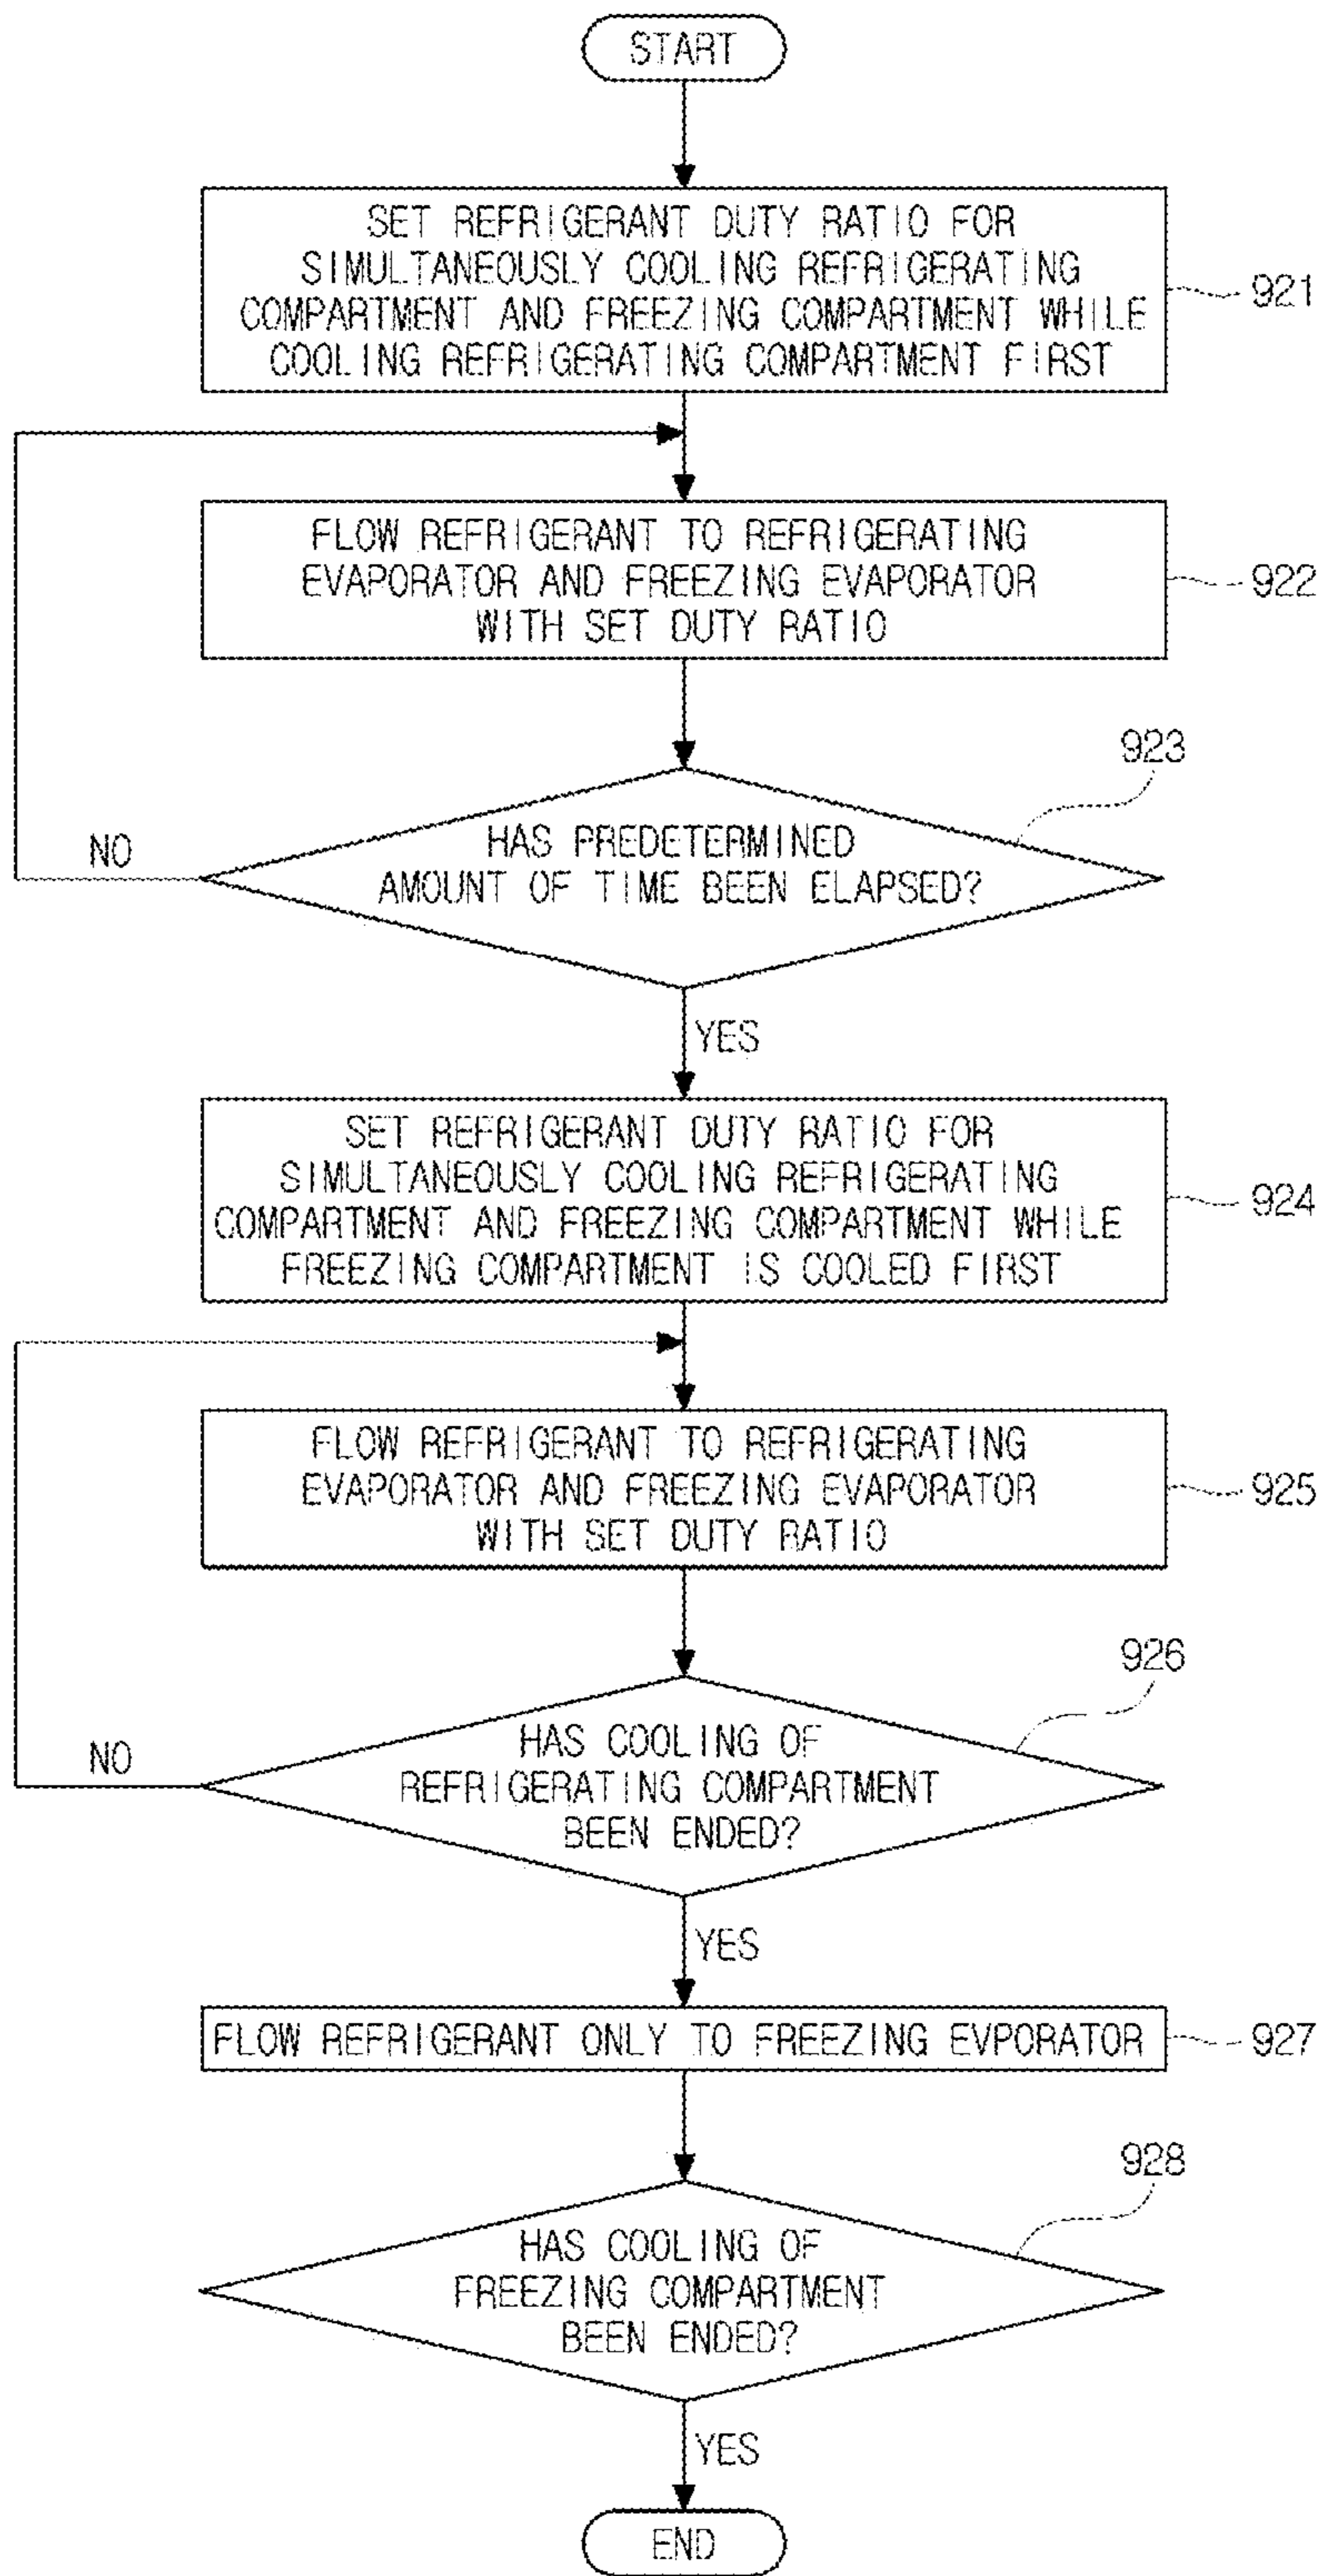 START
SET REFRIGERANT DUTY RATIO FOR
SIMULTANEOUSLY COOLING REFRIGERATING
COMPARTMENT AND FREEZING COMPARTMENT WHILE
COOLING REFRIGERATING COMPARTMENT FIRST
921
FLOW REFRIGERANT TO REFRIGERATING
EVAPORATOR AND FREEZING EVAPORATOR
WITH SET DUTY RATIO
922
923
HAS PREDETERMINED
AMOUNT OF TIME BEEN ELAPSED?
NO
YES
SET REFRIGERANT DUTY RATIO FOR
SIMULTANEOUSLY COOLING REFRIGERATING
COMPARTMENT AND FREEZING COMPARTMENT WHILE
FREEZING COMPARTMENT IS COOLED FIRST
924
FLOW REFRIGERANT TO REFRIGERATING
EVAPORATOR AND FREEZING EVAPORATOR
WITH SET DUTY RATIO
925
926
HAS COOLING OF
REFRIGERATING COMPARTMENT
BEEN ENDED?
NO
YES
FLOW REFRIGERANT ONLY TO FREEZING EVPORATOR
927
928
HAS COOLING OF
FREEZING COMPARTMENT
BEEN ENDED?
YES
END